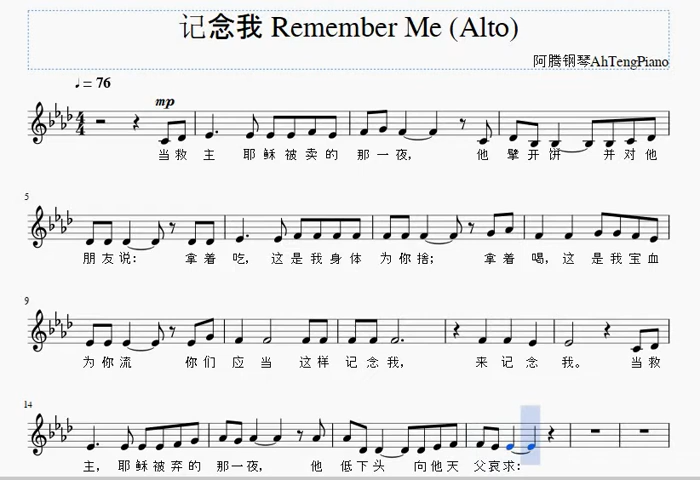 记念我 Remember Me (Alto)
阿腾钢琴AhTengPiano
♩= 76
mp
当救 主 耶稣被卖的 那一夜, 他 擘开饼 并对他
5
朋友说: 拿着 吃, 这是我身体 为你捨; 拿着 喝, 这 是我宝血
9
为你流 你们 应当 这样 记念我, 来记念 我。 当救
14
主, 耶稣被弃的 那一夜, 他 低下头 向他天 父哀求: